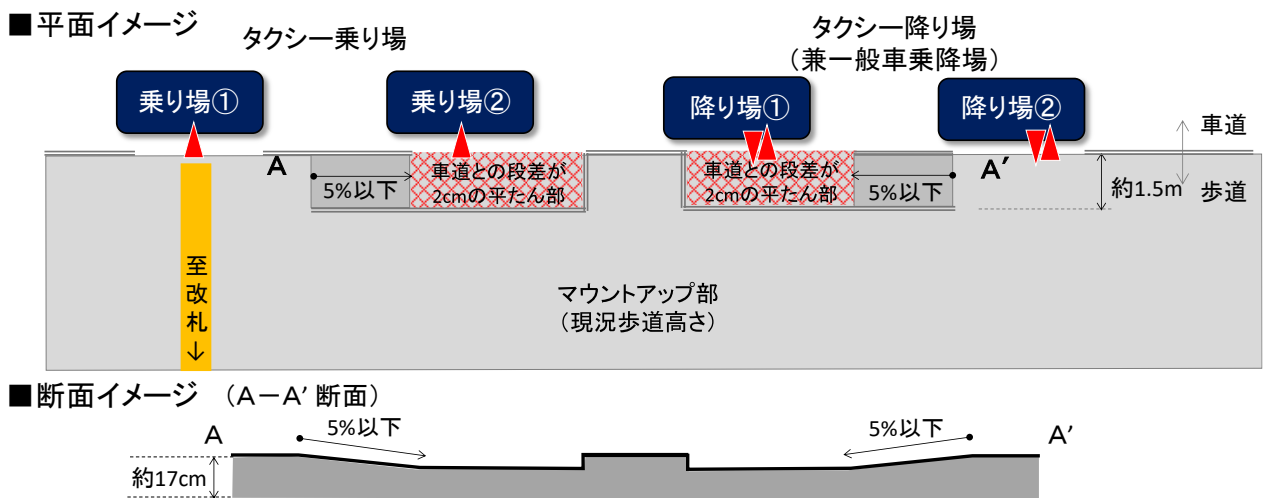 ■平面イメージ
タクシー乗り場
タクシー降り場
（兼一般車乗降場）
乗り場①
乗り場②
降り場①
降り場②
車道
歩道
A
5%以下
車道との段差が
2cmの平たん部
車道との段差が
2cmの平たん部
5%以下
A′
約1.5m
至改札↓
マウントアップ部
（現況歩道高さ）
■断面イメージ （A－A′断面）
A
5%以下
5%以下
A′
約17cm